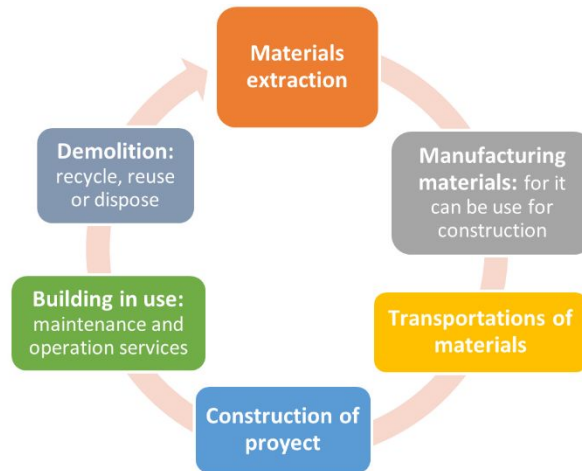 Materials
extraction
Manufacturing
materials: for it
can be use for
construction
Transportations of
materials
Construction of
proyect
Building in use:
maintenance and
operation services
Demolition:
recycle, reuse
or dispose